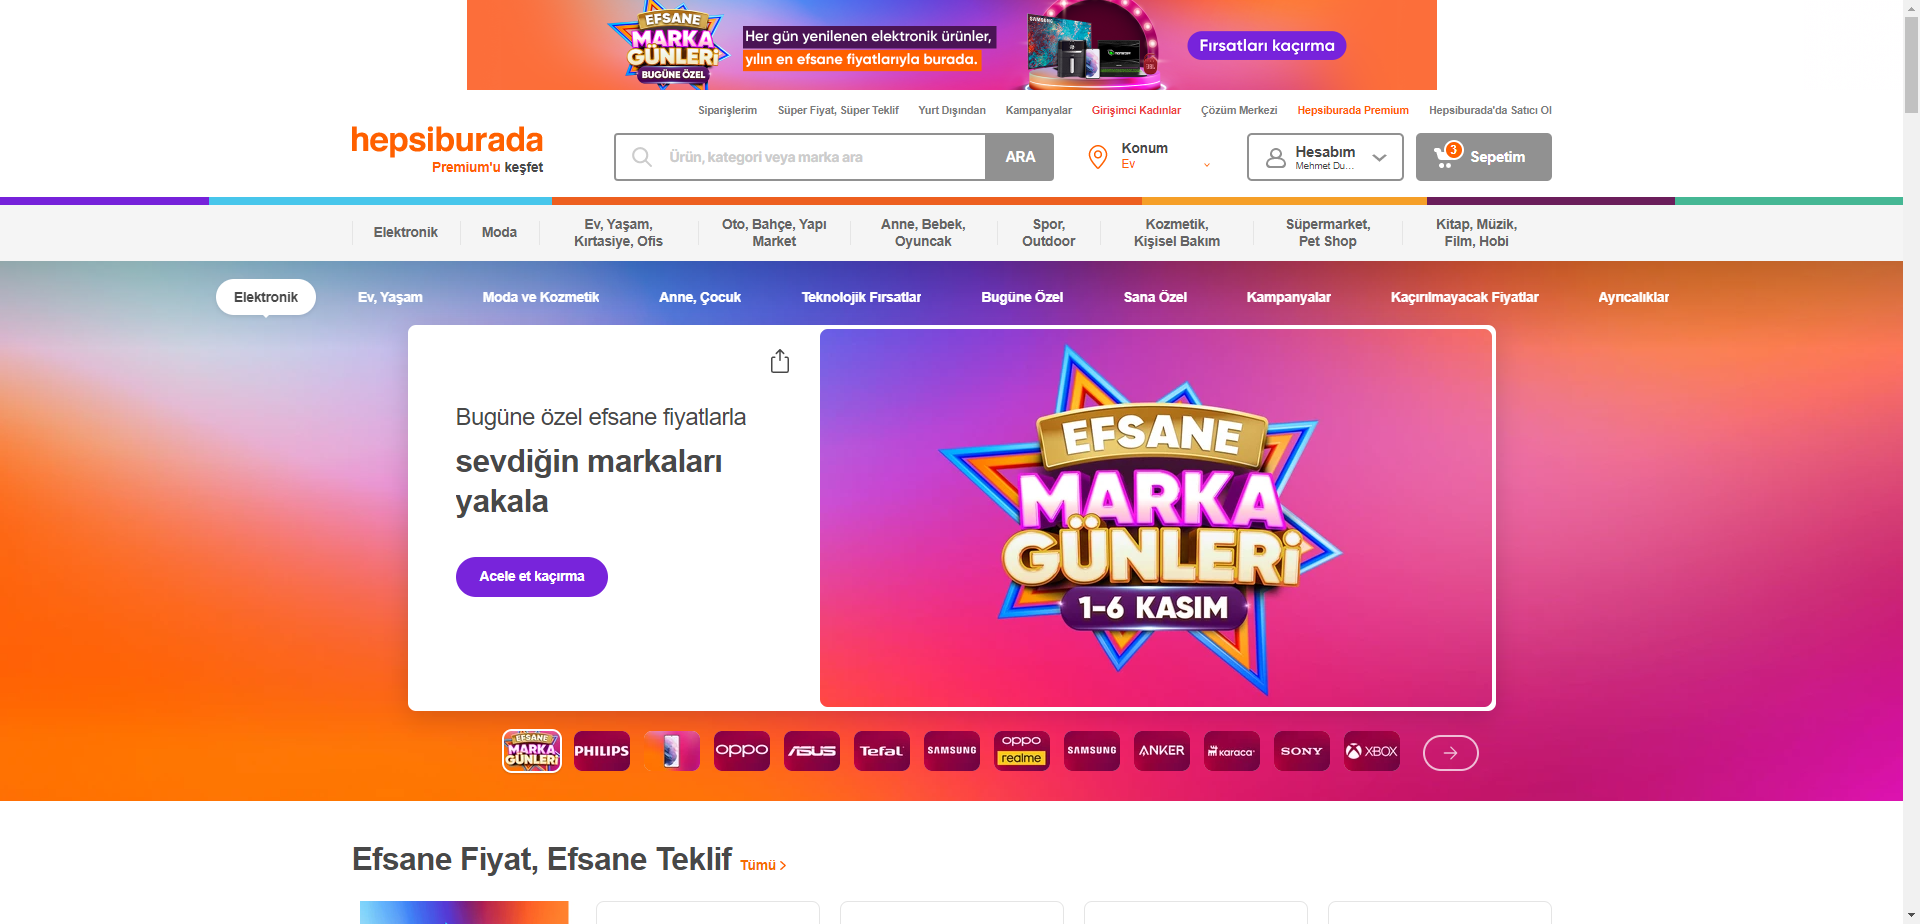 EFSANE
MARKA
GÜNLERİ
BUGÜNE ÖZEL
Her gün yenilenen elektronik ürünler,
yılın en efsane fiyatlarıyla burada.
SAMSUNG
Fırsatları kaçırma
Siparişlerim Süper Fiyat, Süper Teklif Yurt Dışından Kampanyalar Girişimci Kadınlar Çözüm Merkezi Hepsiburada Premium Hepsiburada'da Satıcı Ol
hepsiburada
Premium'u keşfet
Ürün, kategori veya marka ara
ARA
Konum
Ev
Hesabım
Mehmet Du...
3
Sepetim
Elektronik
Moda
Ev, Yaşam,
Kırtasiye, Ofis
Oto, Bahçe, Yapı
Market
Anne, Bebek,
Oyuncak
Spor,
Outdoor
Kozmetik,
Kişisel Bakım
Süpermarket,
Pet Shop
Kitap, Müzik,
Film, Hobi
Elektronik Ev, Yaşam Moda ve Kozmetik Anne, Çocuk Teknolojik Fırsatlar Bugüne Özel Sana Özel Kampanyalar Kaçırılmayacak Fiyatlar Ayrıcalıklar
Bugüne özel efsane fiyatlarla
sevdiğin markaları
yakala
Acele et kaçırma
EFSANE
MARKA
GÜNLERİ
1-6 KASIM
EFSANE
MARKA
GÜNLERİ
PHILIPS
oppo
ASUS
Tefal
SAMSUNG
oppo
realme
SAMSUNG
ANKER
karaca
SONY
XBOX
Efsane Fiyat, Efsane Teklif Tümü >